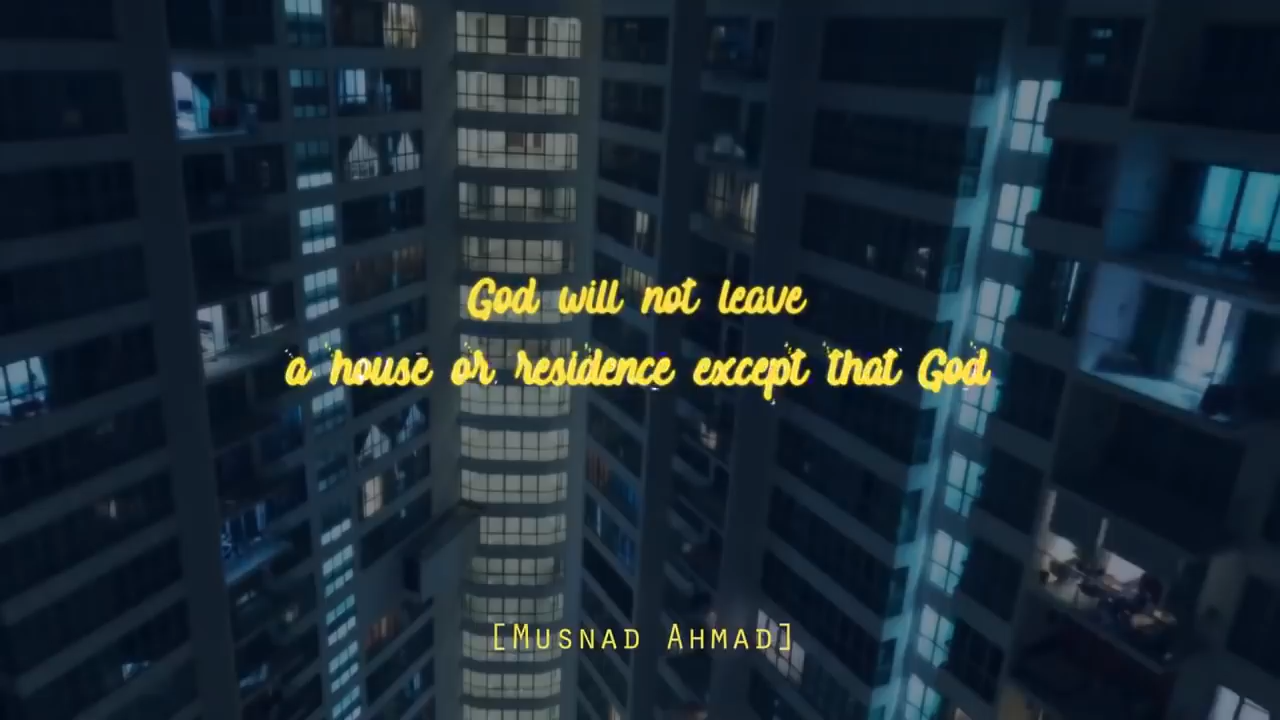 God will not leave
a house or residence except that God
[Musnad Ahmad]